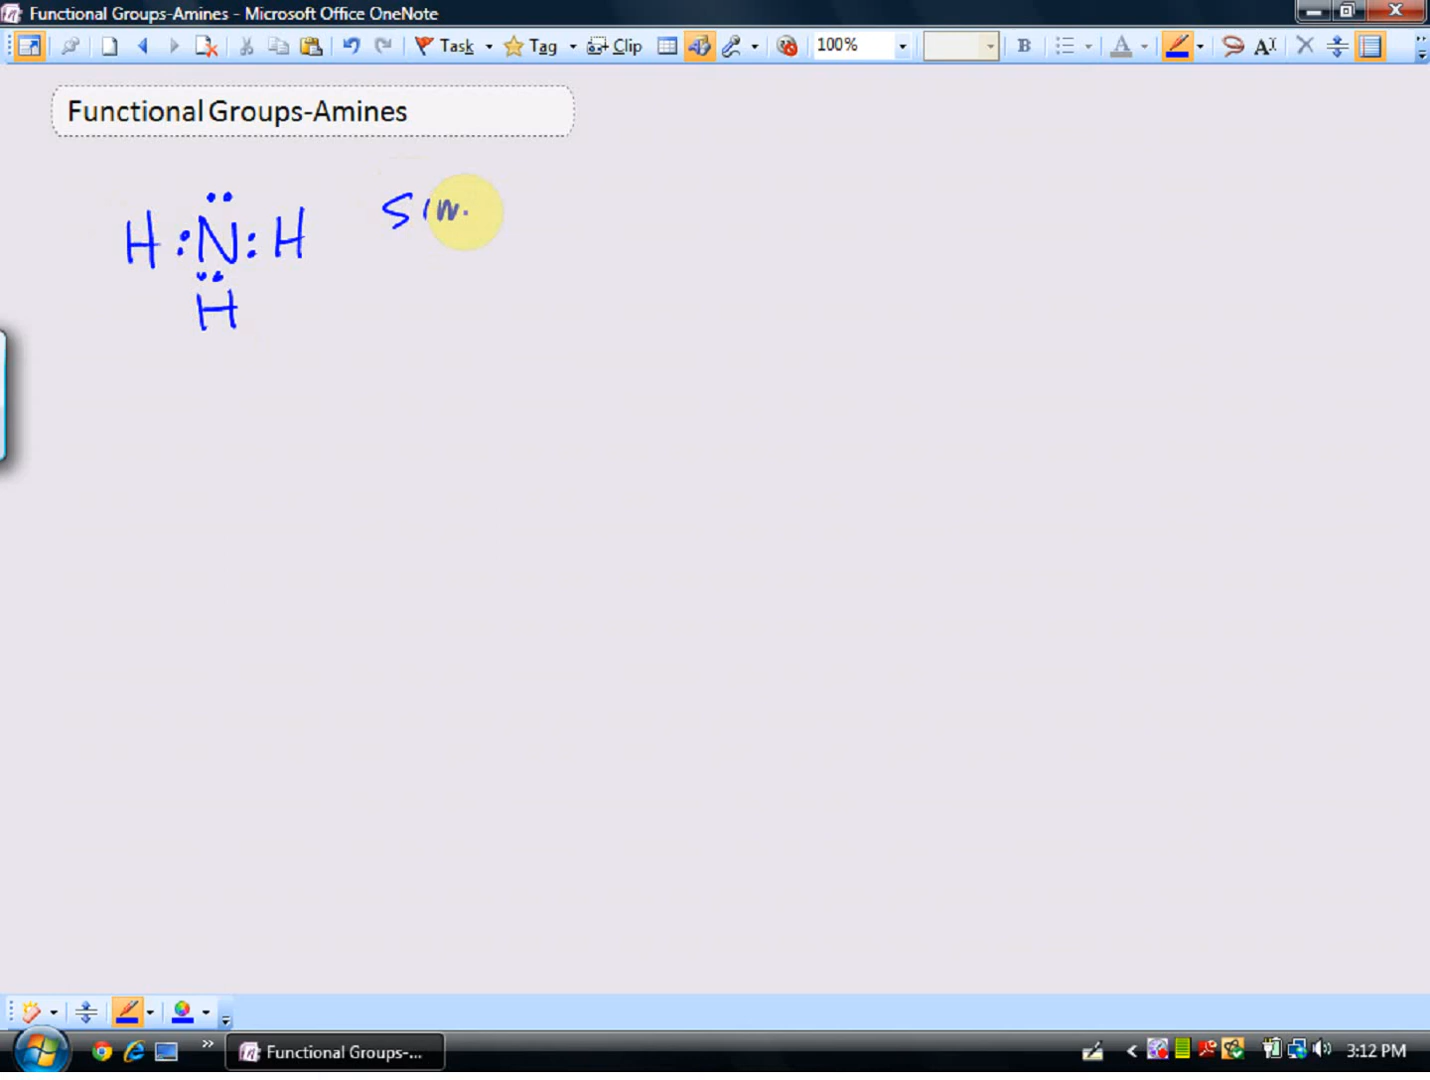 Functional Groups-Amines - Microsoft Office OneNote
Task Tag Clip 100% B A A
Functional Groups-Amines
H :N: H
H
Functional Groups-... 3:12 PM